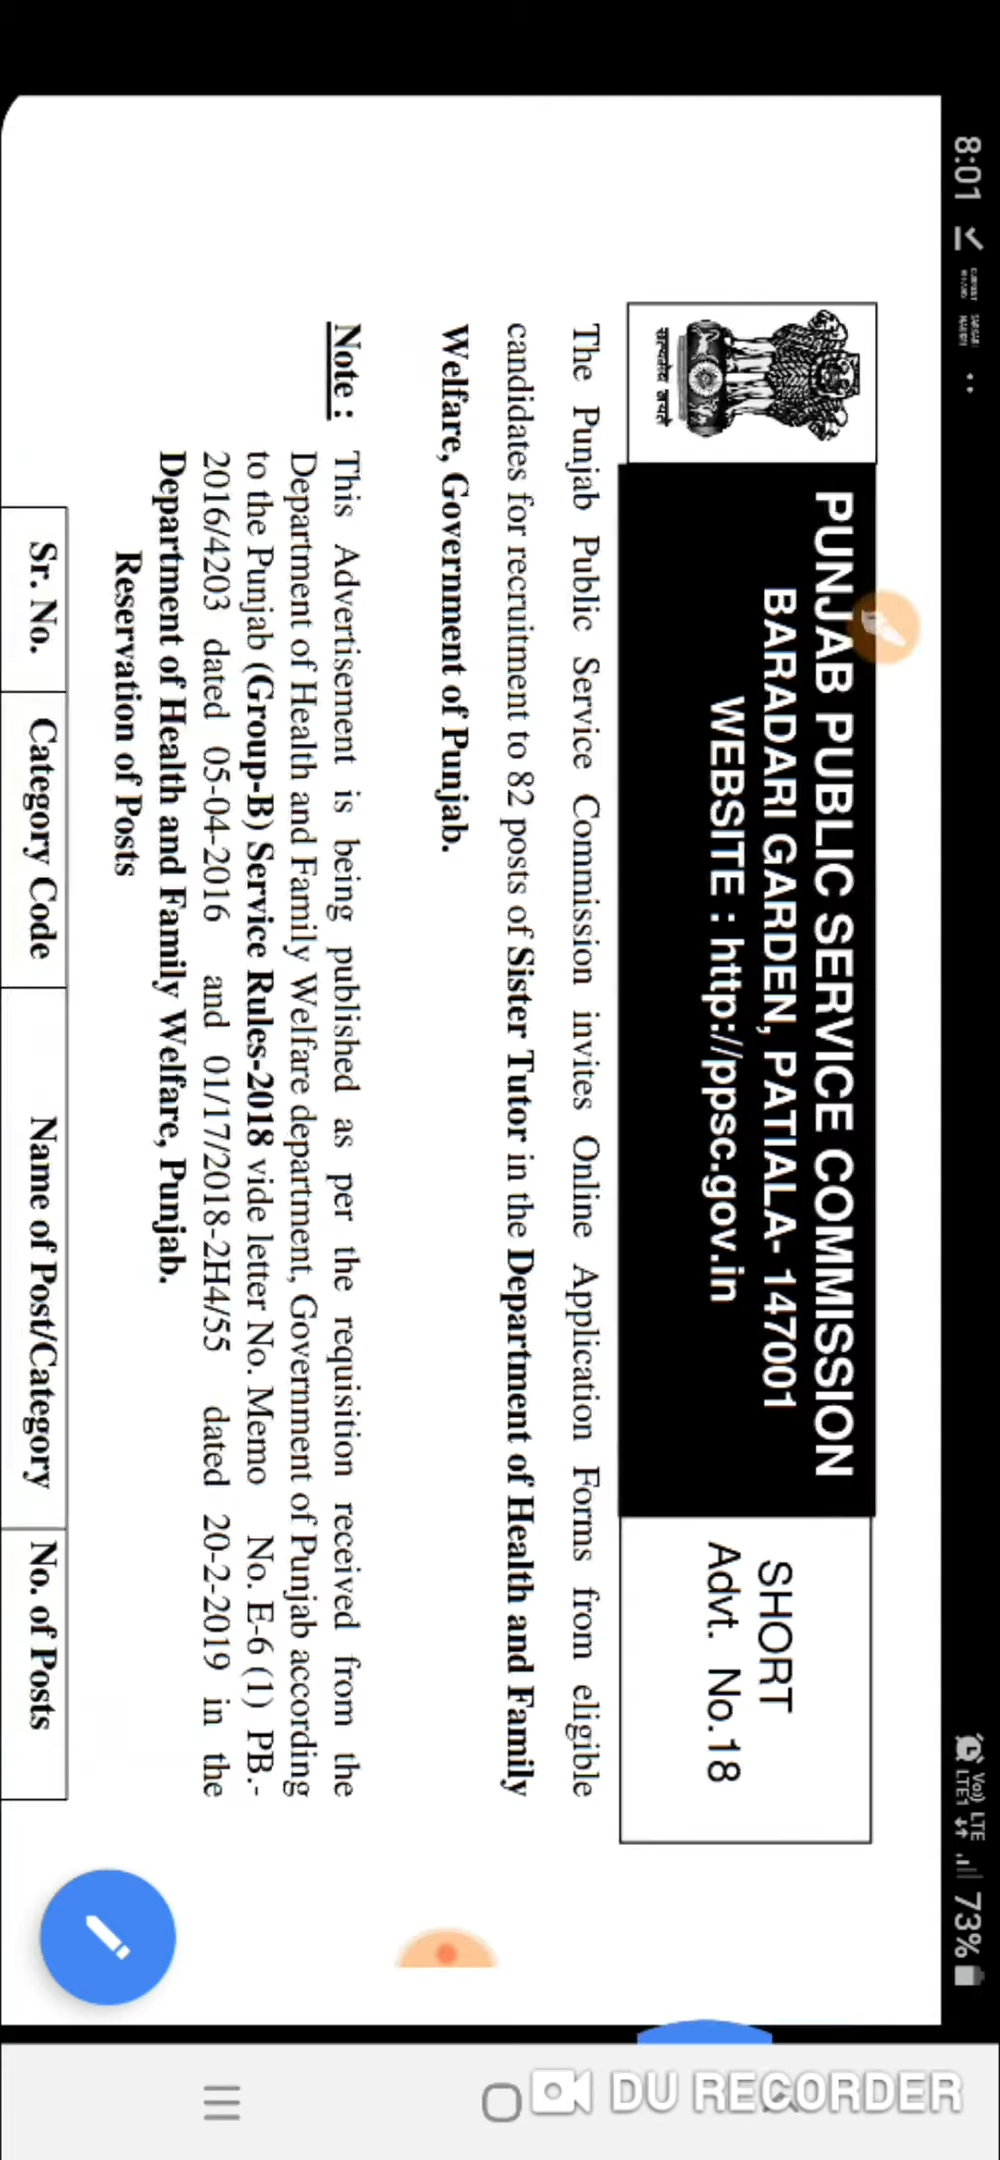 8:01
Vo)) LTE
LTE1
73%
सत्यमेव जयते
PUNJAB PUBLIC SERVICE COMMISSION
BARADARI GARDEN, PATIALA- 147001
WEBSITE : http://ppsc.gov.in
SHORT
Advt. No.18
The Punjab Public Service Commission invites Online Application Forms from eligible
candidates for recruitment to 82 posts of Sister Tutor in the Department of Health and Family
Welfare, Government of Punjab.
Note : This Advertisement is being published as per the requisition received from the
Department of Health and Family Welfare department, Government of Punjab according
to the Punjab (Group-B) Service Rules-2018 vide letter No. Memo No. E-6 (1) PB.-
2016/4203 dated 05-04-2016 and 01/17/2018-2H4/55 dated 20-2-2019 in the
Department of Health and Family Welfare, Punjab.
Reservation of Posts
Sr. No. Category Code Name of Post/Category No. of Posts
DU RECORDER